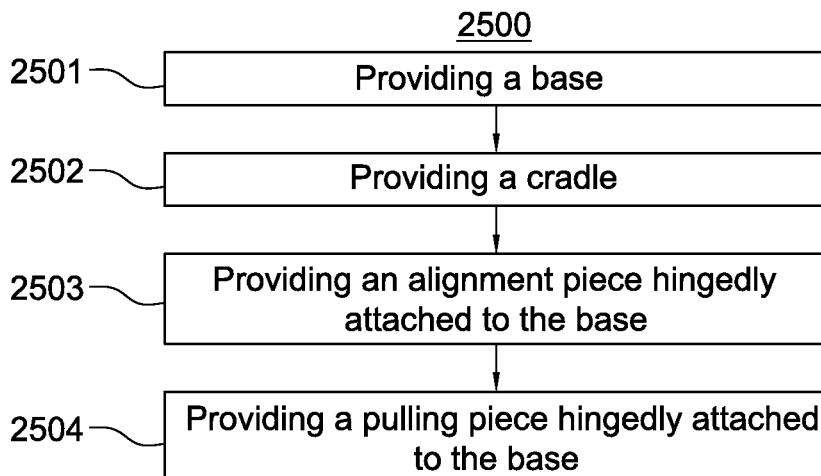 2500
2501 Providing a base
2502 Providing a cradle
2503 Providing an alignment piece hingedly
attached to the base
2504 Providing a pulling piece hingedly attached
to the base